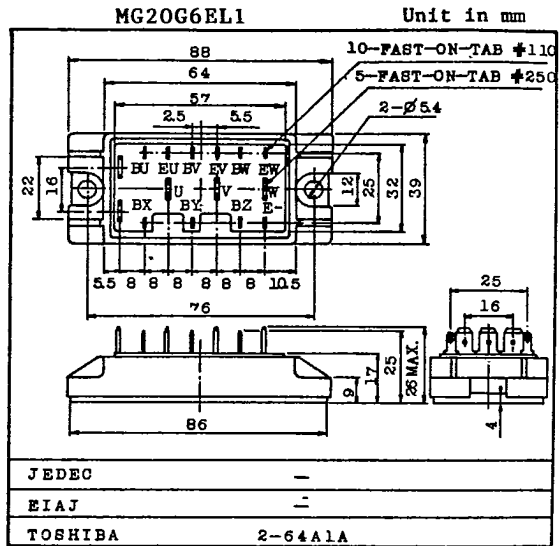 MG20G6EL1 Unit in mm
10-FAST-ON-TAB #110
5-FAST-ON-TAB #250
2-Ø5.4
88
64
57
2.5 5.5
BU EU BV EV BW EW
U V W
BX BY BZ E-
22 16
12 25 32 39
5.5 8 8 8 8 8 8 10.5
76
25
16
86
9 17 25 26 MAX.
4
JEDEC —
EIAJ —
TOSHIBA 2-64A1A